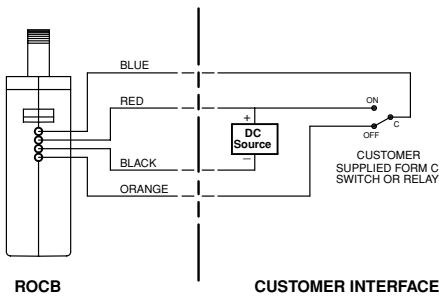 BLUE
RED
ON
C
OFF
+
DC
Source
–
BLACK
ORANGE
CUSTOMER
SUPPLIED FORM C
SWITCH OR RELAY
ROCB
CUSTOMER INTERFACE